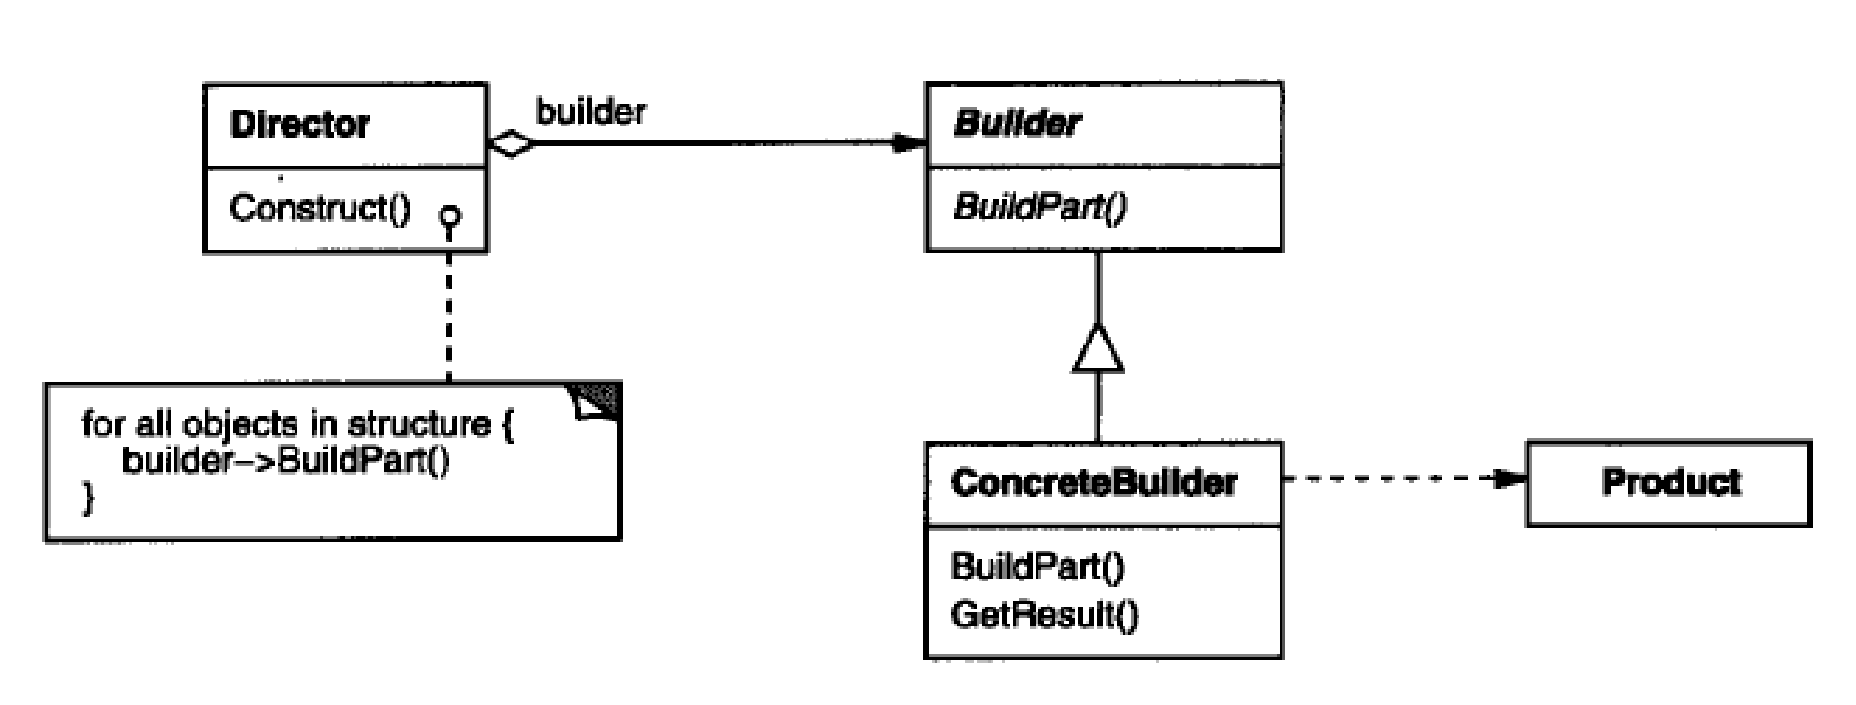 Director
Construct()
builder
Builder
BuildPart()
for all objects in structure {
builder->BuildPart()
}
ConcreteBuilder
BuildPart()
GetResult()
Product